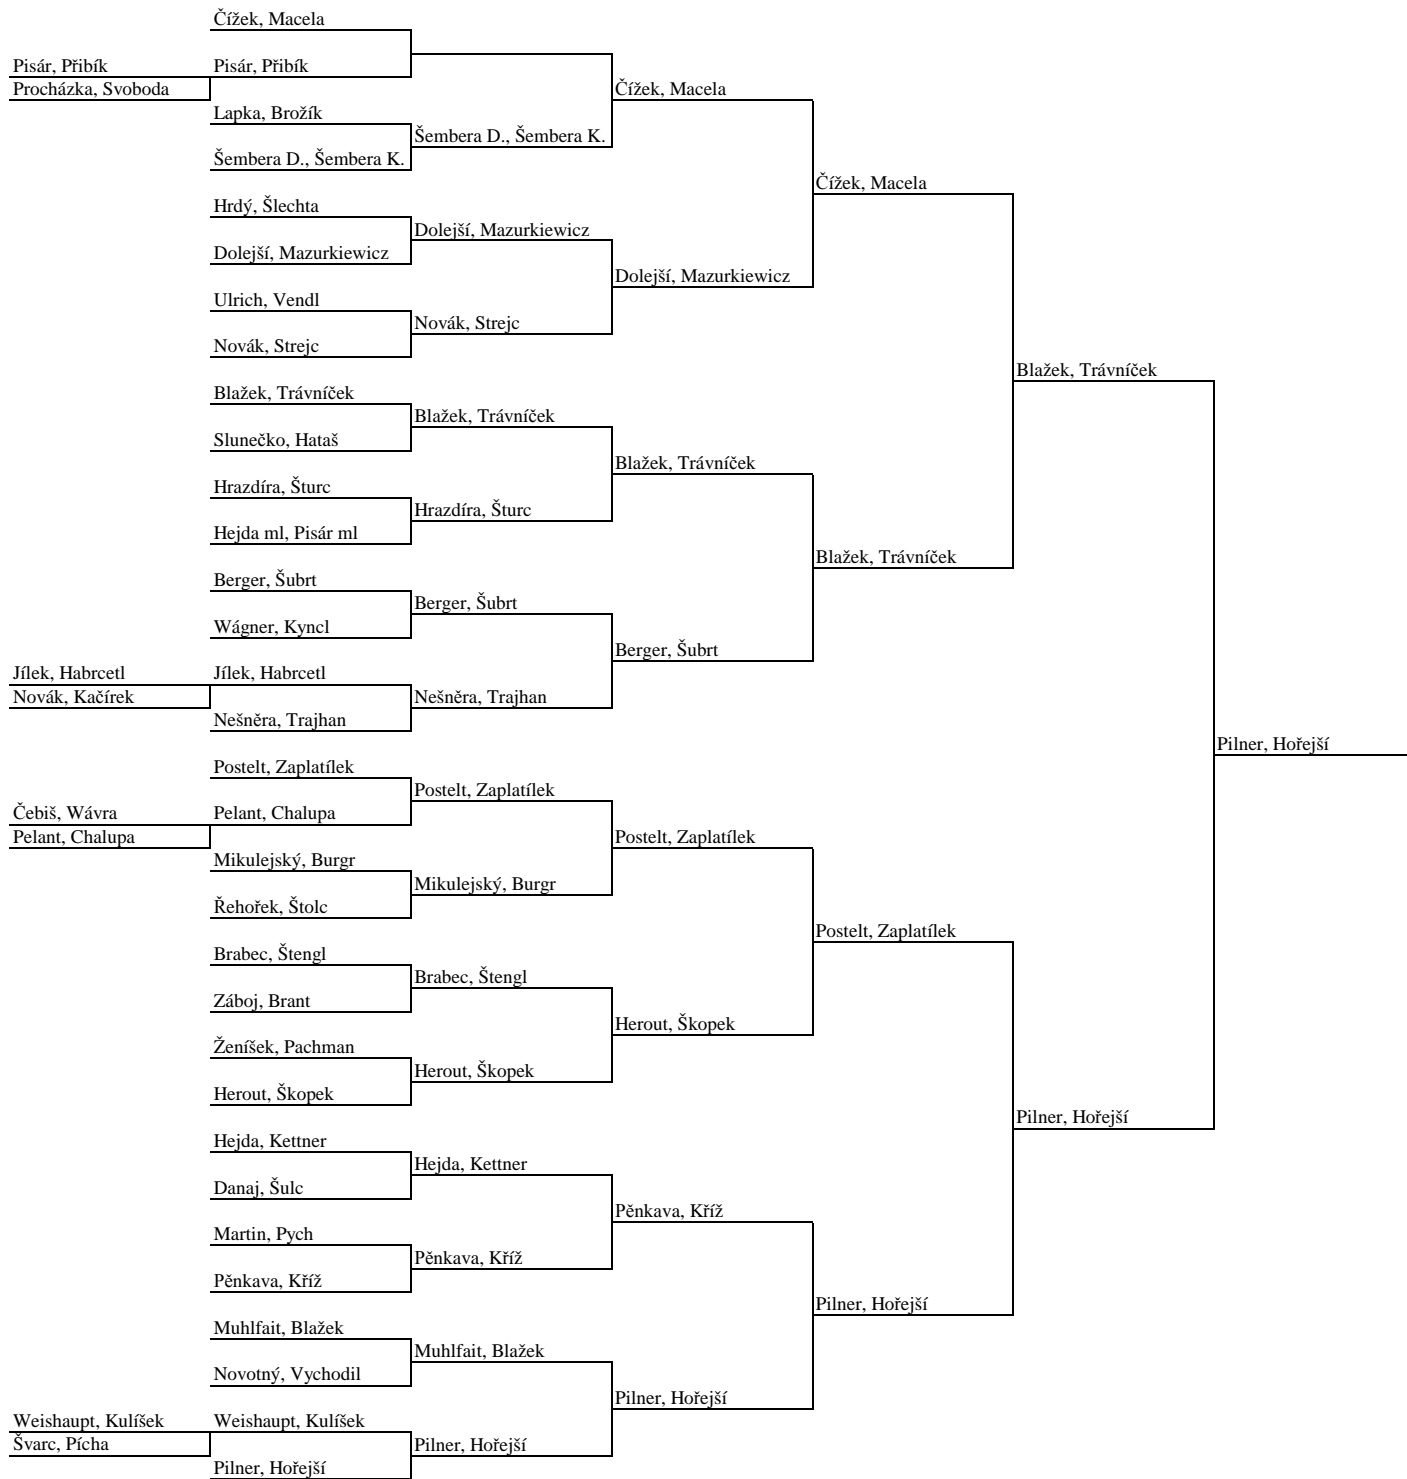 Čížek, Macela
Pisár, Přibík
Pisár, Přibík
Procházka, Svoboda
Čížek, Macela
Lapka, Brožík
Šembera D., Šembera K.
Šembera D., Šembera K.
Čížek, Macela
Hrdý, Šlechta
Dolejší, Mazurkiewicz
Dolejší, Mazurkiewicz
Dolejší, Mazurkiewicz
Ulrich, Vendl
Novák, Strejc
Novák, Strejc
Blažek, Trávníček
Blažek, Trávníček
Blažek, Trávníček
Slunečko, Hataš
Blažek, Trávníček
Hrazdíra, Šturc
Hrazdíra, Šturc
Hejda ml, Pisár ml
Blažek, Trávníček
Berger, Šubrt
Berger, Šubrt
Wágner, Kyncl
Berger, Šubrt
Jílek, Habrcetl
Jílek, Habrcetl
Novák, Kačírek
Nešněra, Trajhan
Nešněra, Trajhan
Pilner, Hořejší
Postelt, Zaplatílek
Postelt, Zaplatílek
Čebiš, Wávra
Pelant, Chalupa
Pelant, Chalupa
Postelt, Zaplatílek
Mikulejský, Burgr
Mikulejský, Burgr
Řehořek, Štolc
Postelt, Zaplatílek
Brabec, Štengl
Brabec, Štengl
Záboj, Brant
Herout, Škopek
Ženíšek, Pachman
Herout, Škopek
Herout, Škopek
Pilner, Hořejší
Hejda, Kettner
Hejda, Kettner
Danaj, Šulc
Pěnkava, Kříž
Martin, Pych
Pěnkava, Kříž
Pěnkava, Kříž
Pilner, Hořejší
Muhlfait, Blažek
Muhlfait, Blažek
Novotný, Vychodil
Pilner, Hořejší
Weishaupt, Kulíšek
Weishaupt, Kulíšek
Švarc, Pícha
Pilner, Hořejší
Pilner, Hořejší